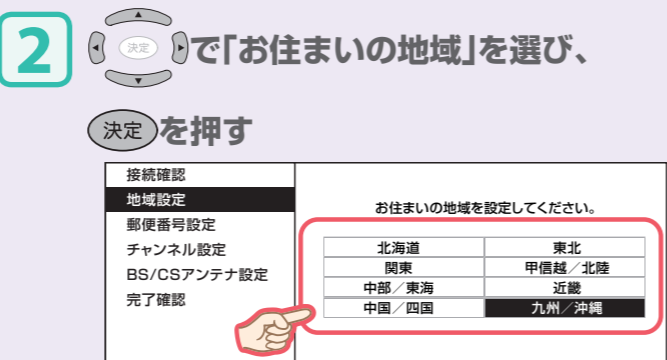 2 決定 で「お住まいの地域」を選び、
決定 を押す
接続確認
地域設定
郵便番号設定
チャンネル設定
BS/CSアンテナ設定
完了確認
お住まいの地域を設定してください。
北海道 東北
関東 甲信越／北陸
中部／東海 近畿
中国／四国 九州／沖縄